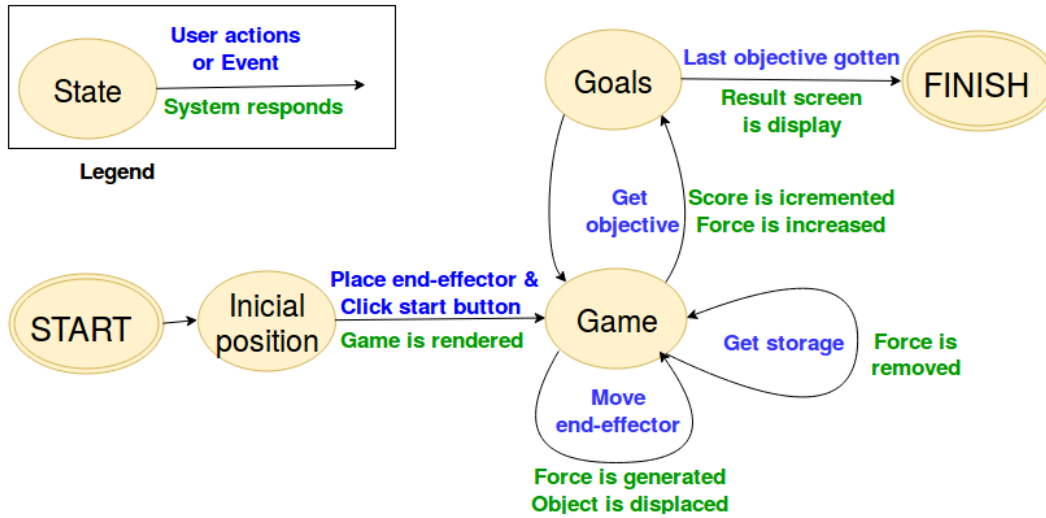 State
User actions
or Event
System responds
Legend
Goals
Last objective gotten
Result screen
is display
FINISH
Get
objective
Score is icremented
Force is increased
START
Inicial
position
Place end-effector &
Click start button
Game is rendered
Game
Get storage
Force is
removed
Move
end-effector
Force is generated
Object is displaced